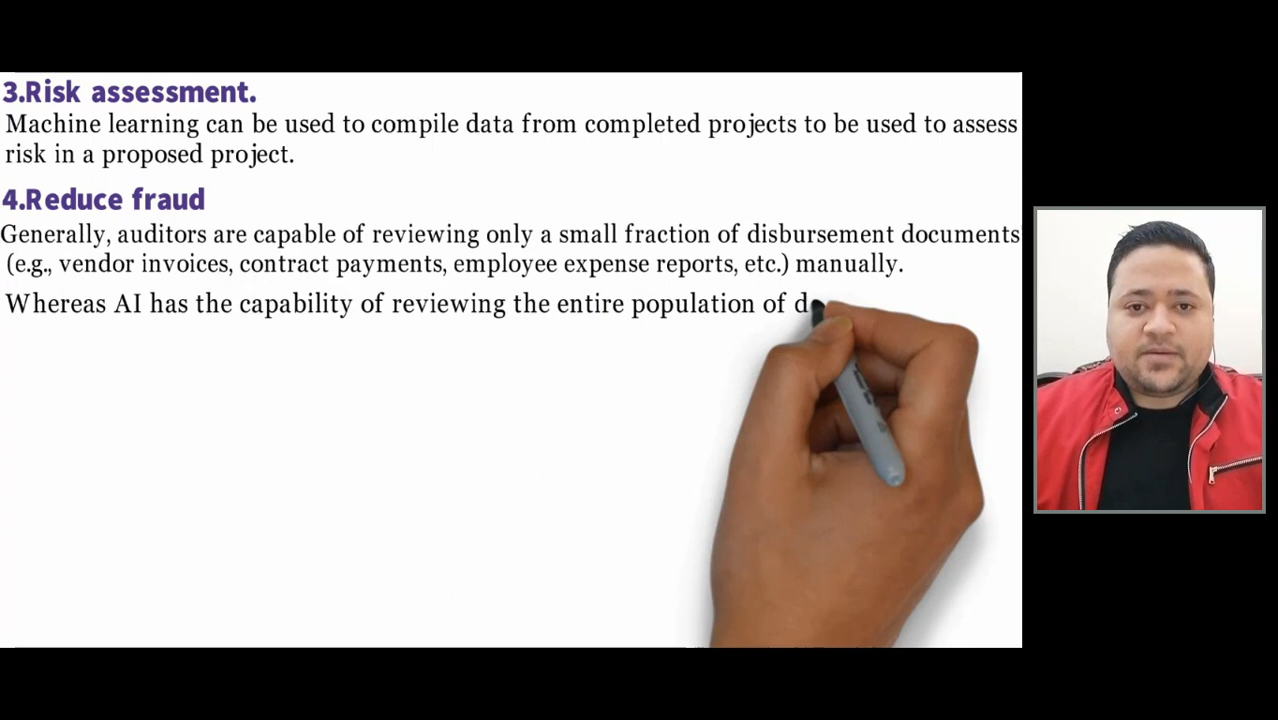 3.Risk assessment.
Machine learning can be used to compile data from completed projects to be used to assess
risk in a proposed project.
4.Reduce fraud
Generally, auditors are capable of reviewing only a small fraction of disbursement documents
(e.g., vendor invoices, contract payments, employee expense reports, etc.) manually.
Whereas AI has the capability of reviewing the entire population of d